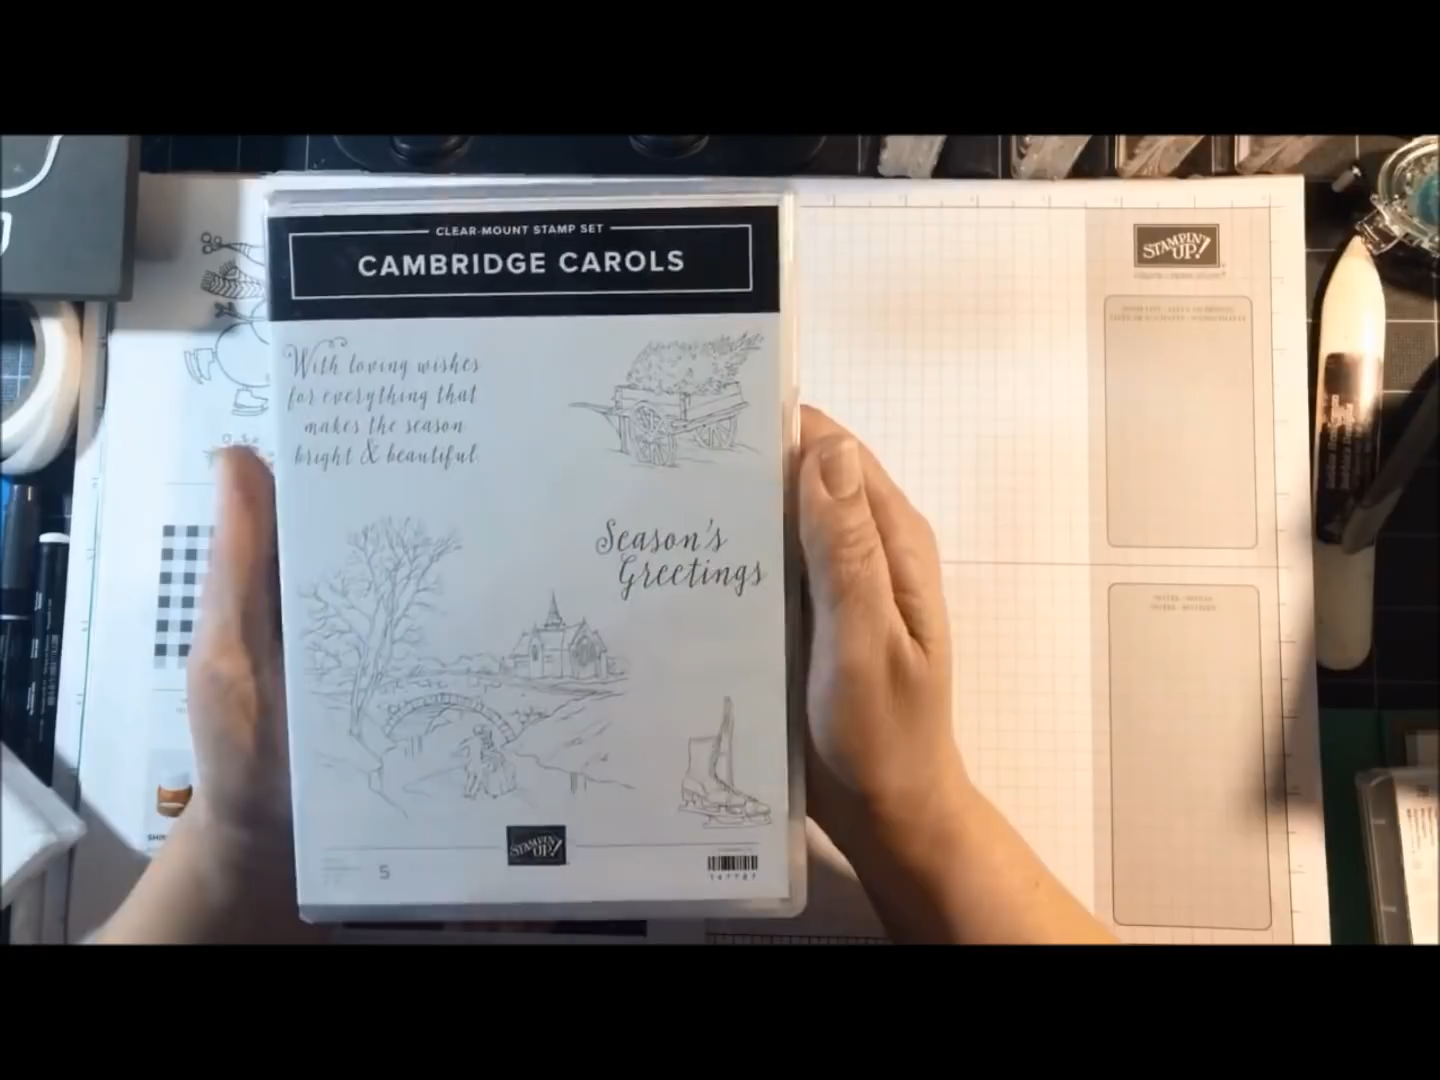 CLEAR-MOUNT STAMP SET
CAMBRIDGE CAROLS
With loving wishes
for everything that
makes the season
bright & beautiful.
Season's
Greetings
STAMPIN' UP!
5
STAMPIN' UP!